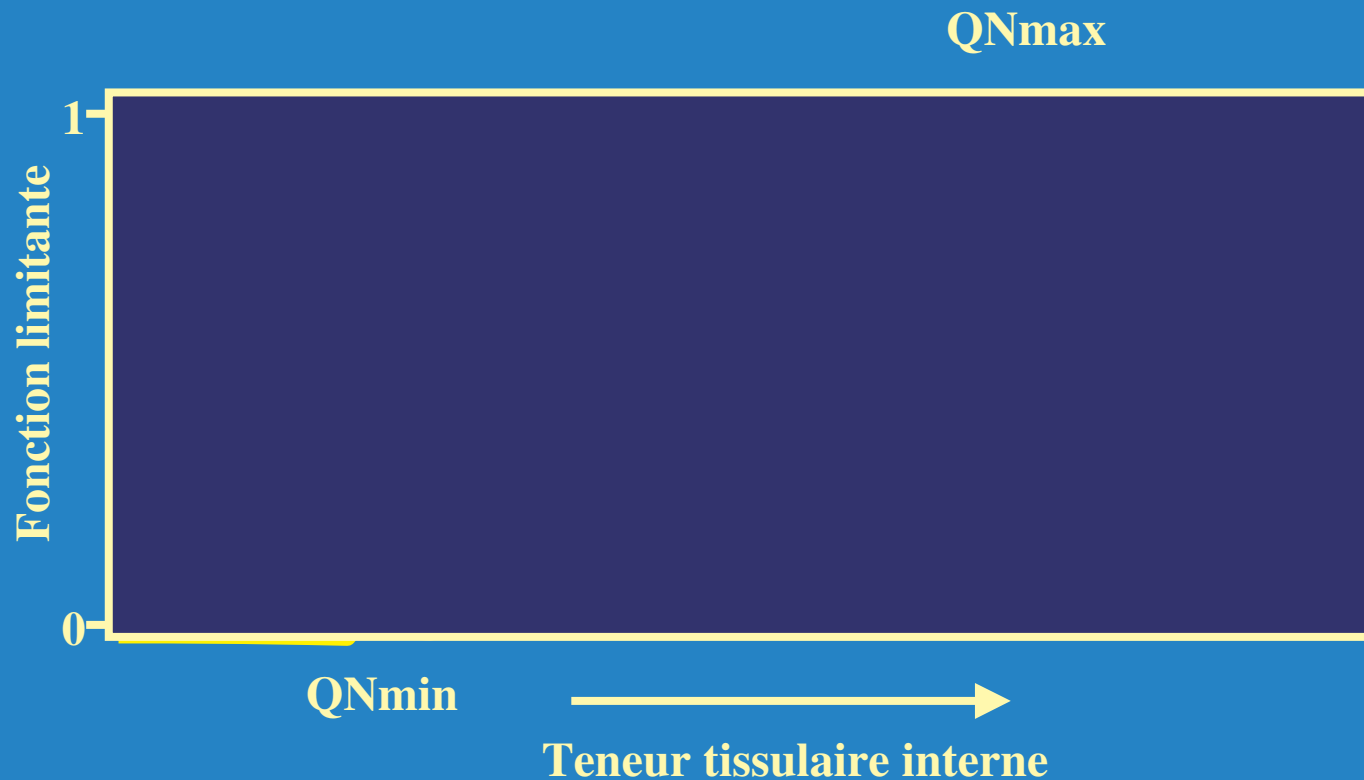 QNmax
1
Fonction limitante
0
QNmin
Teneur tissulaire interne